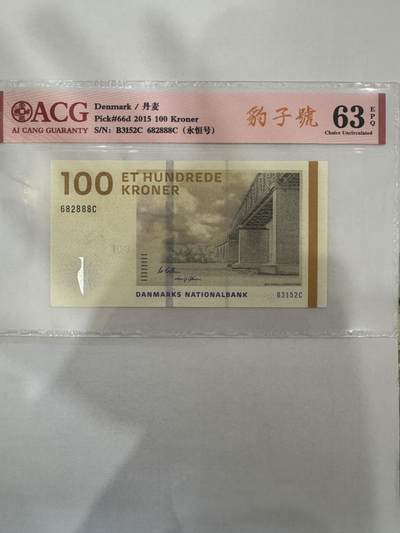 ACG
AI CANG GUARANTY
Denmark / 丹麦
Pick#66d 2015 100 Kroner
S/N: B3152C 682888C (永恒号)
豹子號
63
EPQ
Choice Uncirculated
100 ET HUNDREDE
KRONER
682888C
DANMARKS NATIONALBANK
B3152C